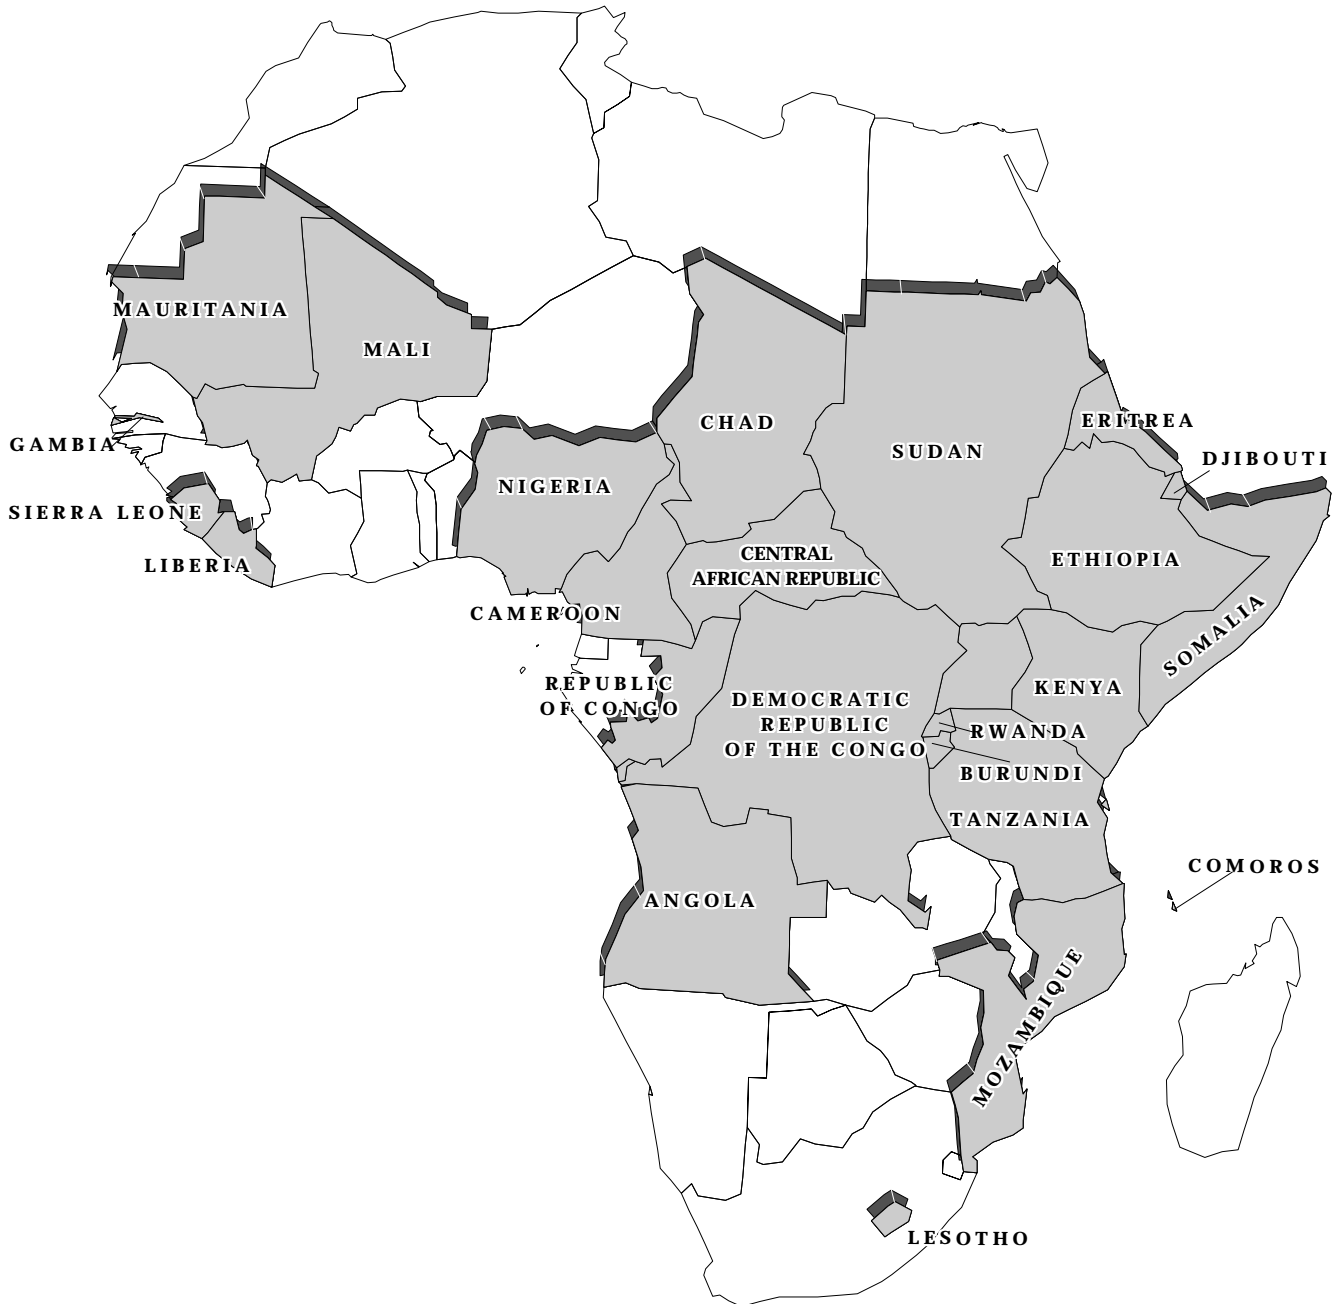 MAURITANIA
MALI
CHAD
ERITREA
GAMBIA
SUDAN
DJIBOUTI
NIGERIA
SIERRA LEONE
CENTRAL
AFRICAN REPUBLIC
ETHIOPIA
LIBERIA
CAMEROON
SOMALIA
REPUBLIC
OF CONGO
KENYA
DEMOCRATIC
REPUBLIC
OF THE CONGO
RWANDA
BURUNDI
TANZANIA
COMOROS
ANGOLA
MOZAMBIQUE
LESOTHO